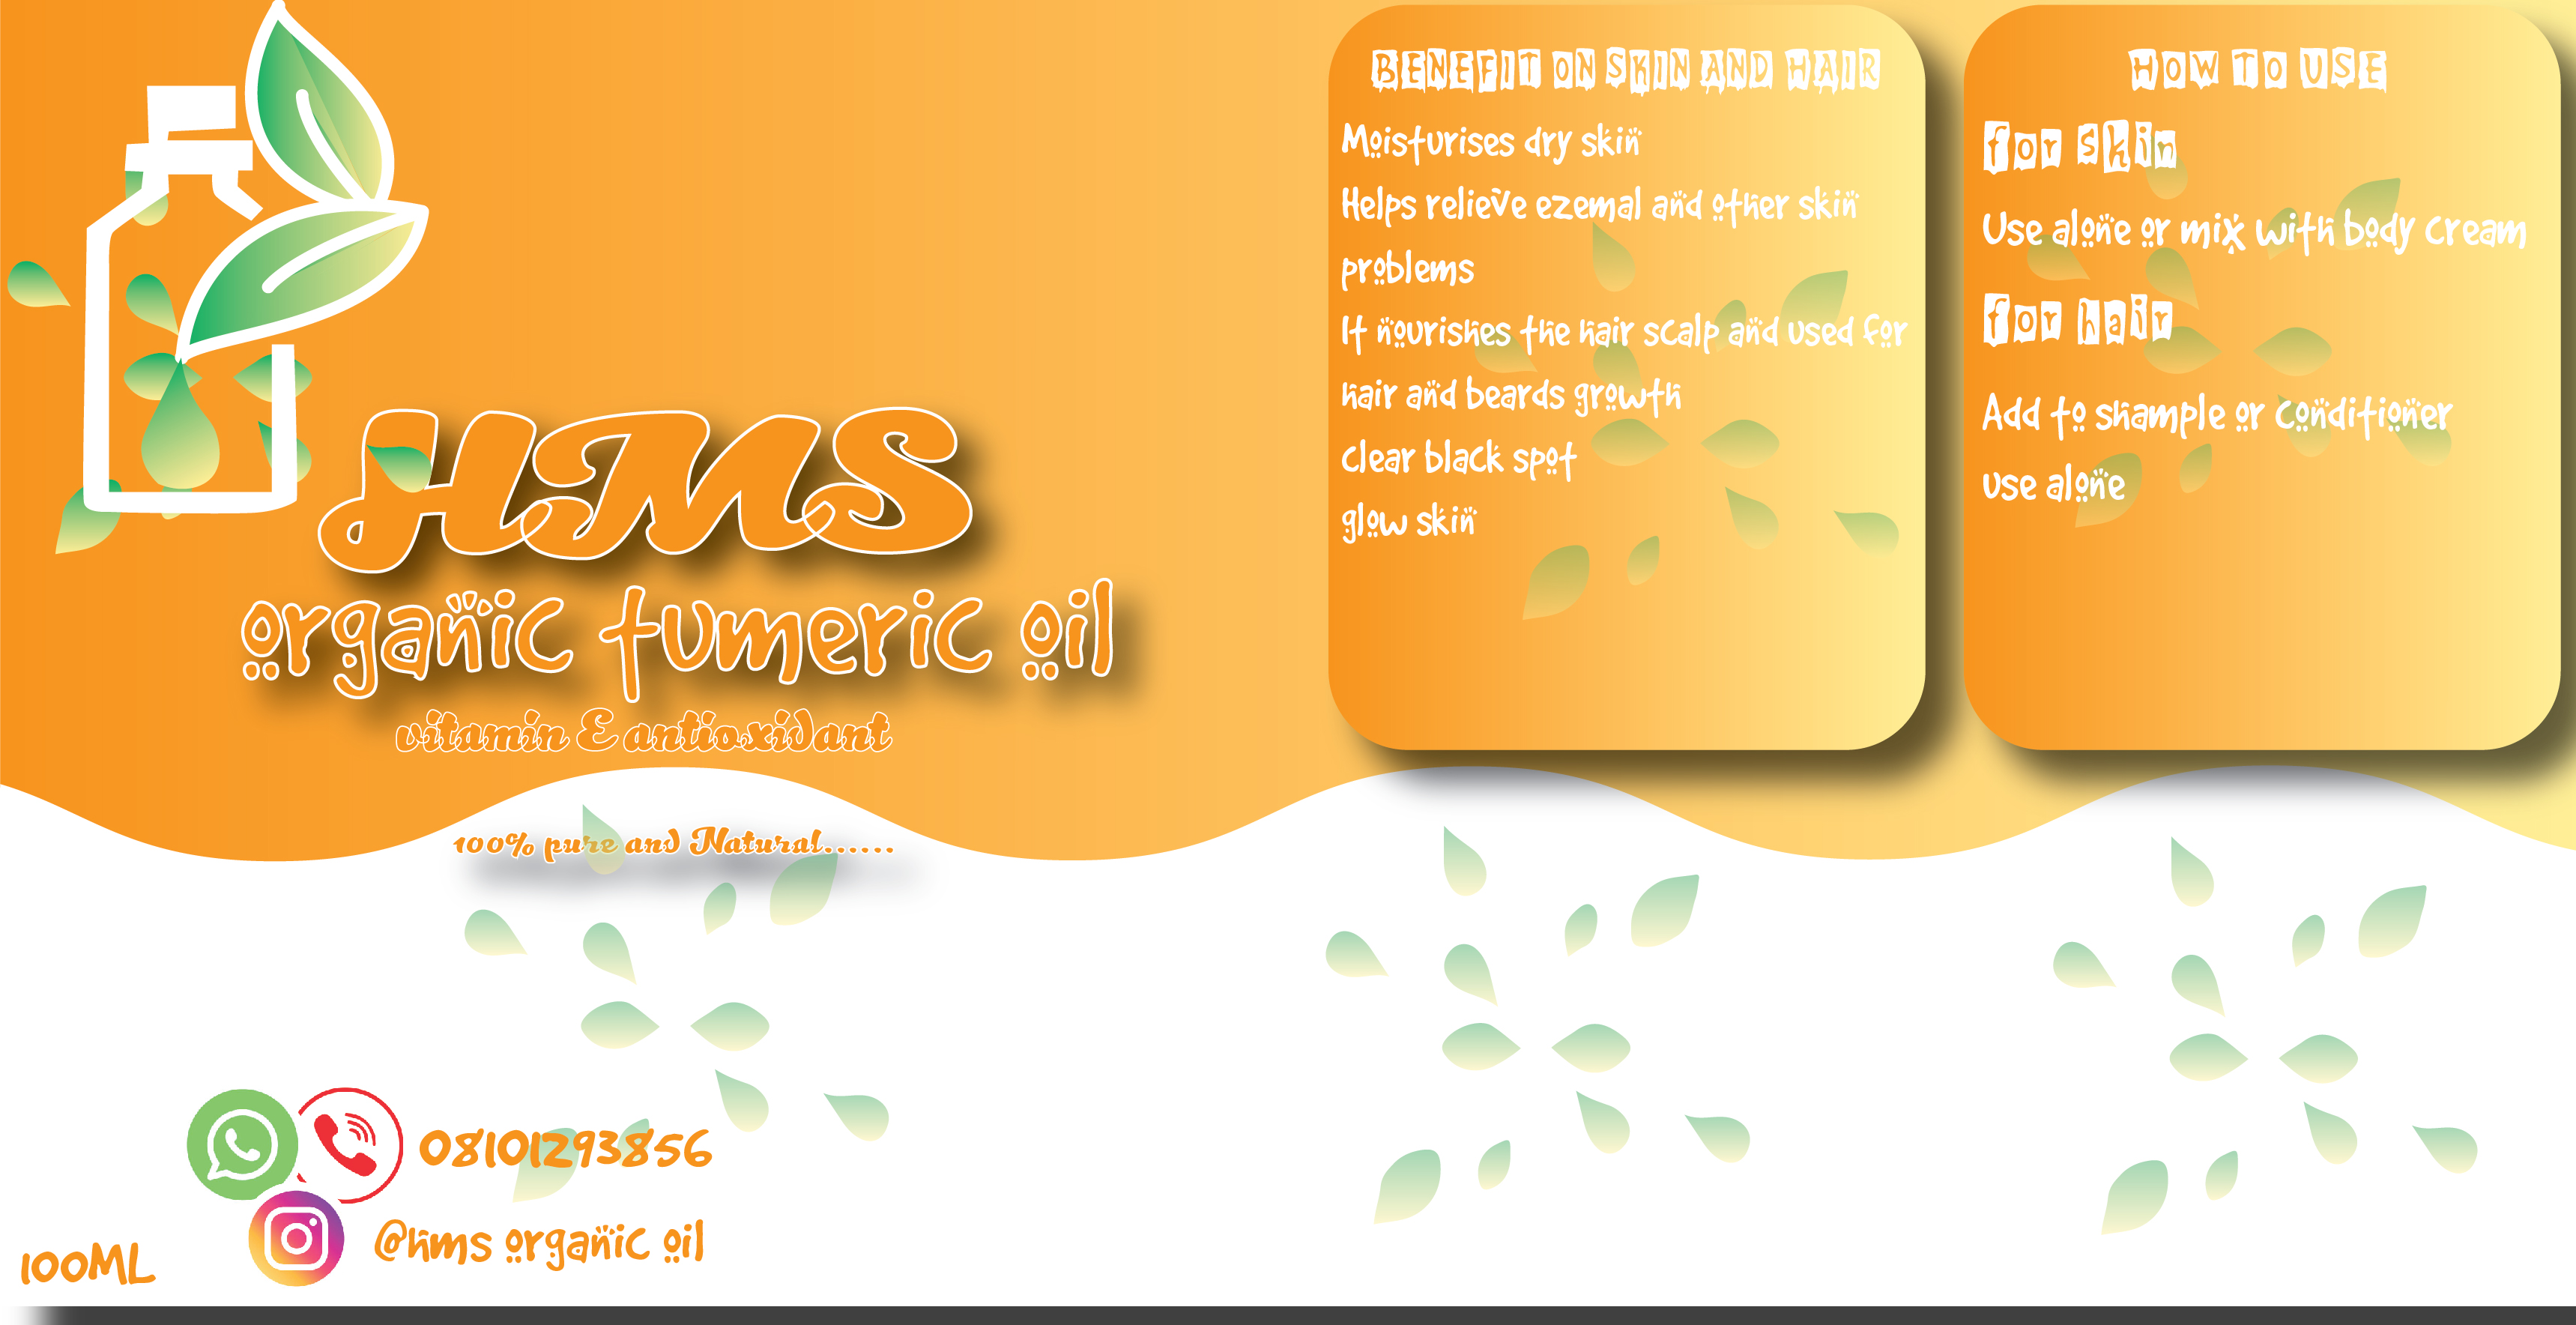 HMS
organic tumeric oil
vitamin E antioxidant
100% pure and Natural......
08101293856
@hms organic oil
100ML
BENEFIT ON SKIN AND HAIR
Moisturises dry skin
Helps relieve ezemal and other skin
problems
It nourishes the hair scalp and used for
hair and beards growth
clear black spot
glow skin
HOW TO USE
for skin
Use alone or mix with body cream
for hair
Add to shample or conditioner
use alone